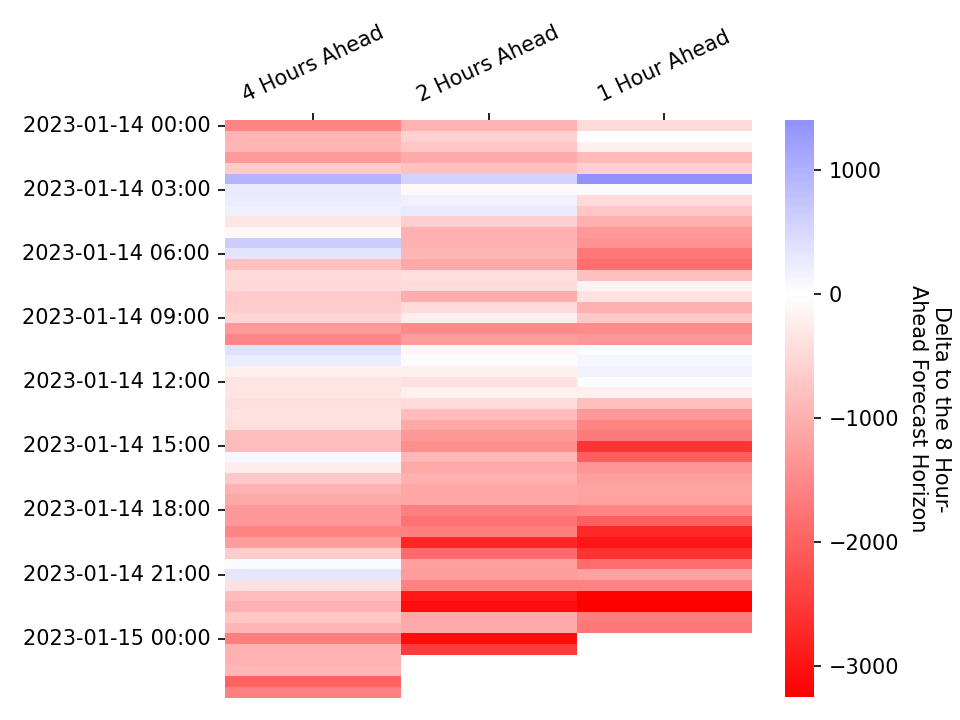 4 Hours Ahead
2 Hours Ahead
1 Hour Ahead
2023-01-14 00:00
2023-01-14 03:00
2023-01-14 06:00
2023-01-14 09:00
2023-01-14 12:00
2023-01-14 15:00
2023-01-14 18:00
2023-01-14 21:00
2023-01-15 00:00
1000
0
−1000
−2000
−3000
Delta to the 8 Hour-
Ahead Forecast Horizon